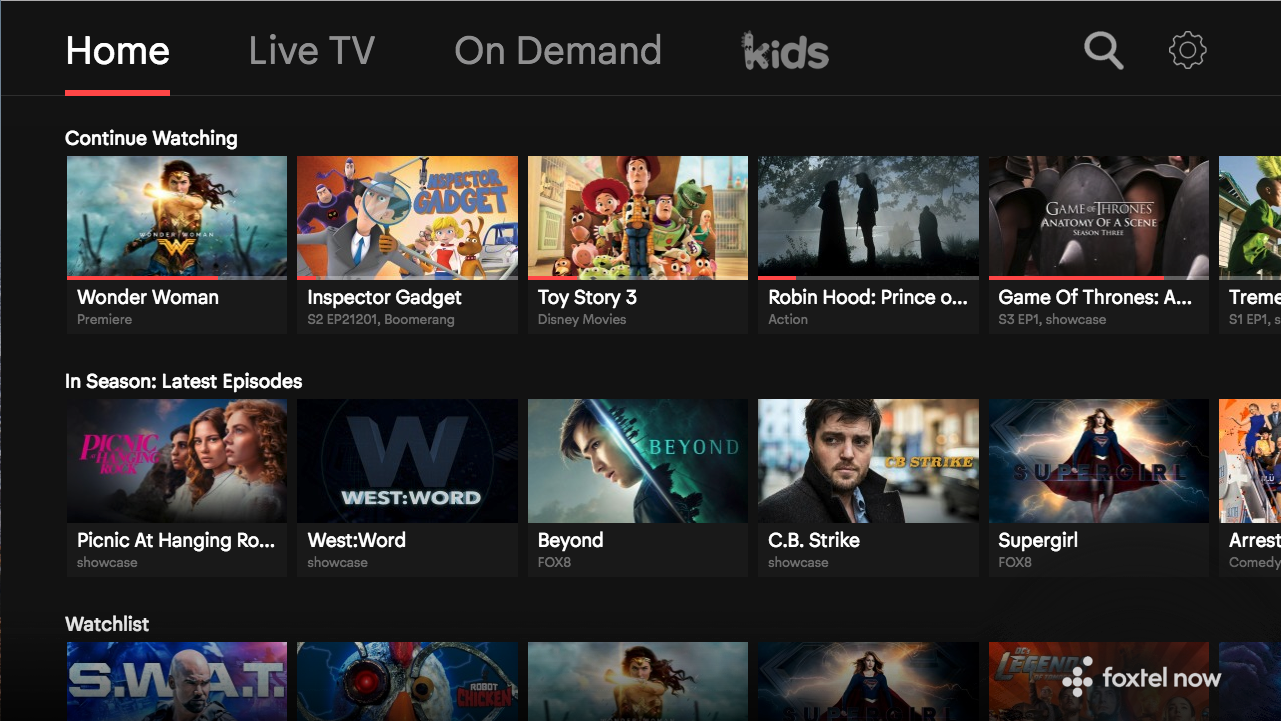 Home Live TV On Demand kids
Continue Watching
WONDER WOMAN
INSPECTOR
GADGET
GAME OF THRONES
ANATOMY OF A SCENE
SEASON THREE
Wonder Woman Inspector Gadget Toy Story 3 Robin Hood: Prince o... Game Of Thrones: A... Treme
Premiere S2 EP21201, Boomerang Disney Movies Action S3 EP1, showcase S1 EP1, s
In Season: Latest Episodes
PICNIC
HANGING
ROCK
W
WEST:WORD
BEYOND
CB STRIKE
SUPERGIRL
Picnic At Hanging Ro... West:Word Beyond C.B. Strike Supergirl Arrest
showcase showcase FOX8 showcase FOX8 Comedy
Watchlist
S.W.A.T.
ROBOT
CHICKEN
SUPERGIRL
DC's
LEGENDS
foxtel now